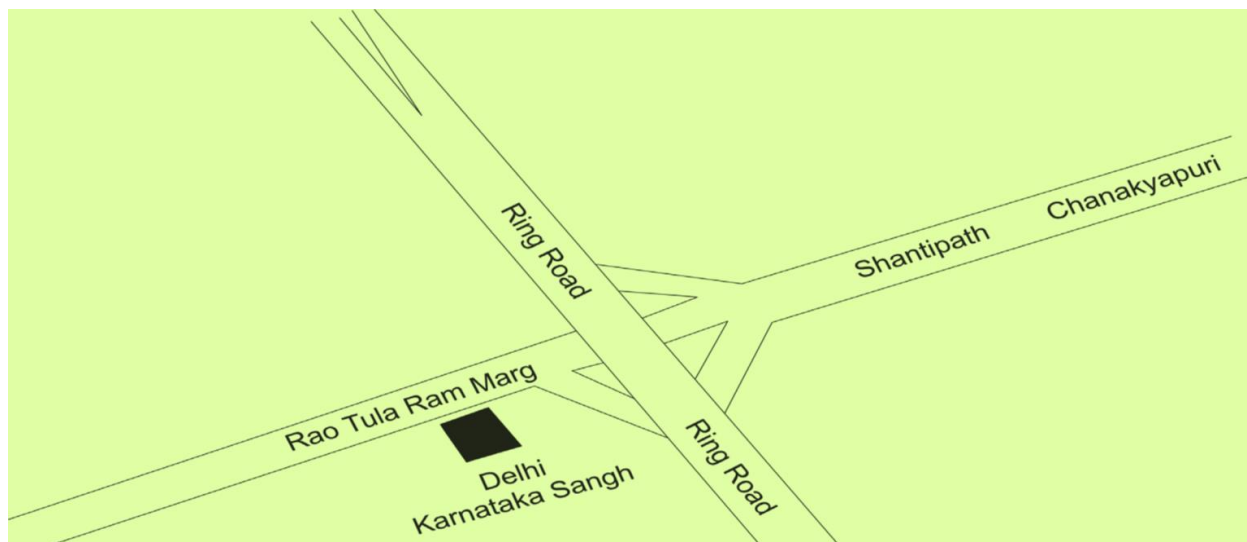 Ring Road
Shantipath
Chanakyapuri
Rao Tula Ram Marg
Ring Road
Delhi
Karnataka Sangh